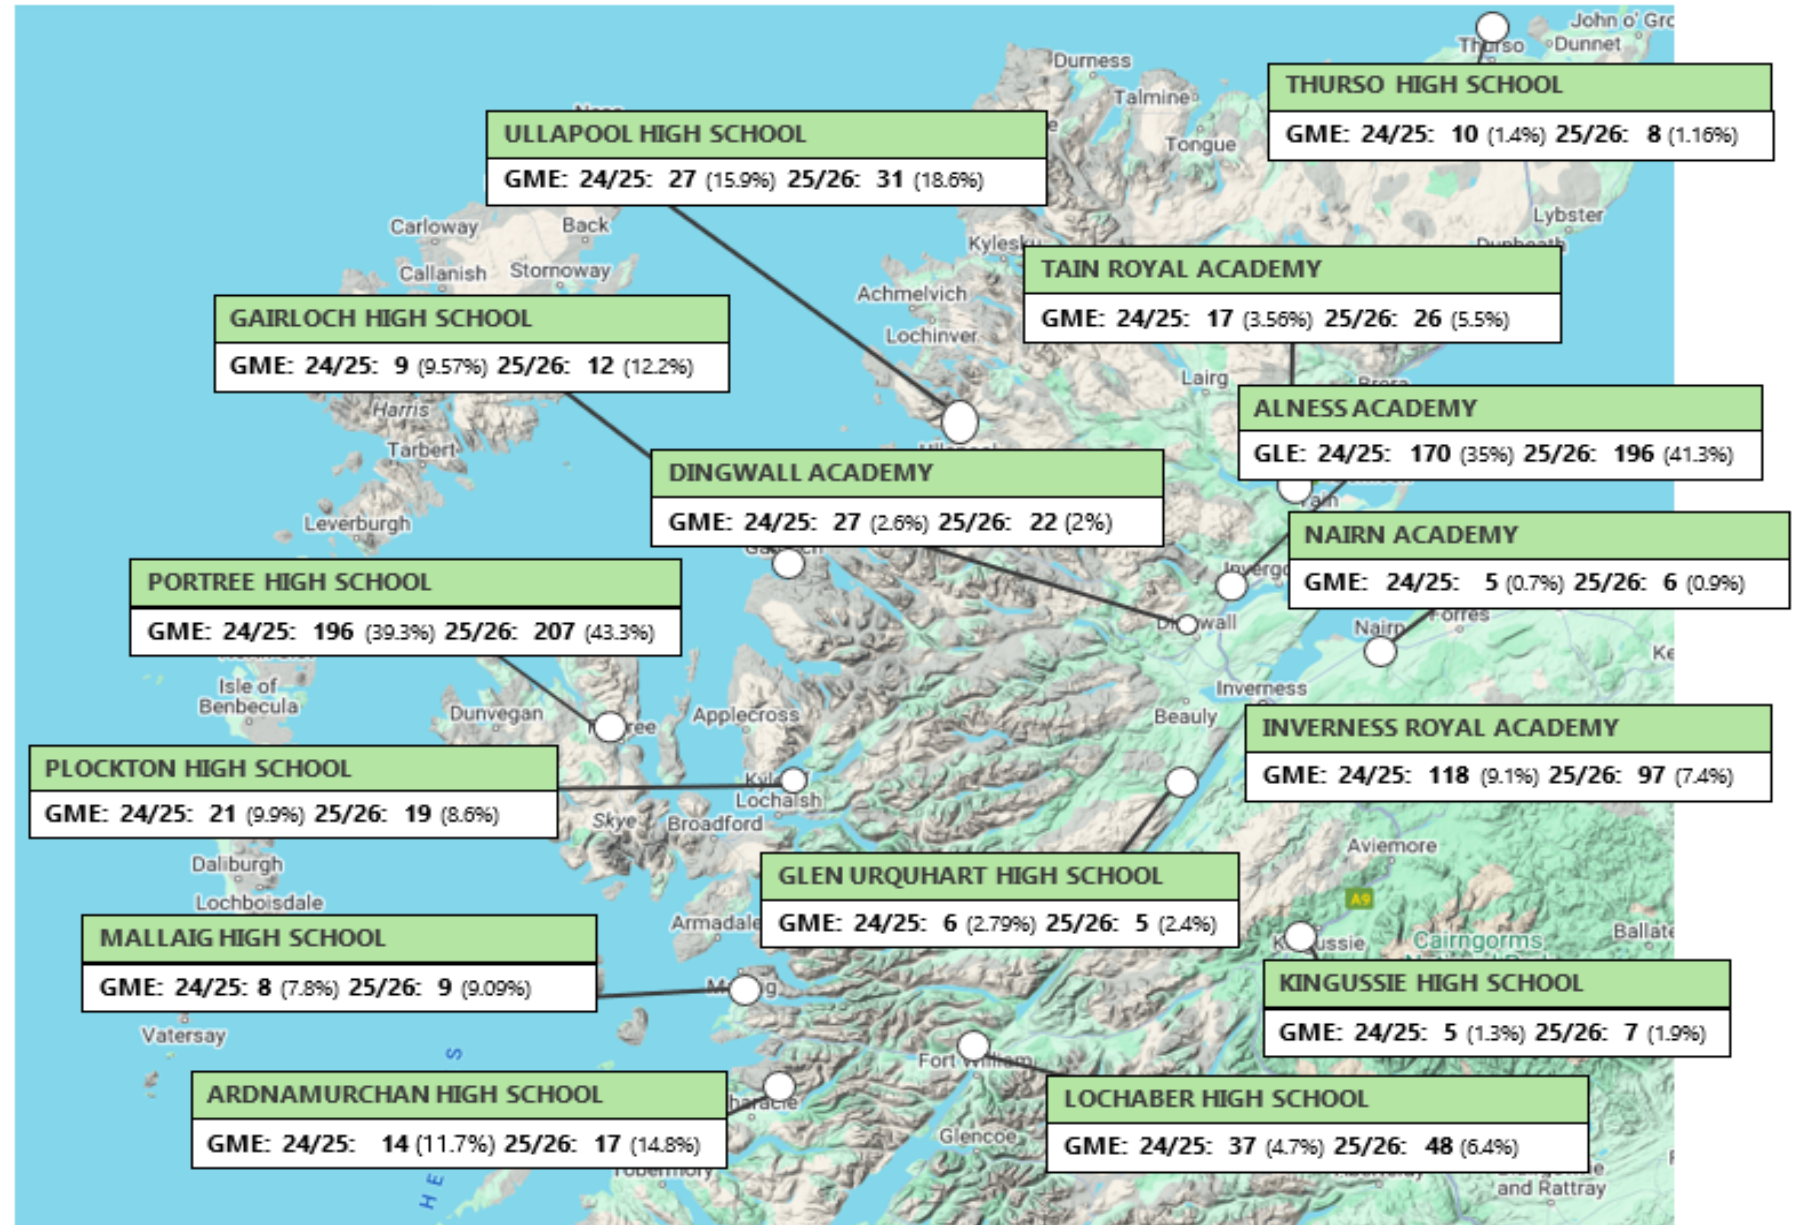 John o' Gro
Thurso
Dunnet
Durness
THURSO HIGH SCHOOL
GME: 24/25: 10 (1.4%) 25/26: 8 (1.16%)
Talmine
Tongue
ULLAPOOL HIGH SCHOOL
GME: 24/25: 27 (15.9%) 25/26: 31 (18.6%)
Lybster
Dunbeath
Carloway
Back
Callanish
Stornoway
Kylesku
TAIN ROYAL ACADEMY
GME: 24/25: 17 (3.56%) 25/26: 26 (5.5%)
Achmelvich
Lochinver
GAIRLOCH HIGH SCHOOL
GME: 24/25: 9 (9.57%) 25/26: 12 (12.2%)
Lairg
Brora
ALNESS ACADEMY
GLE: 24/25: 170 (35%) 25/26: 196 (41.3%)
Harris
Tarbert
Ullapool
DINGWALL ACADEMY
GME: 24/25: 27 (2.6%) 25/26: 22 (2%)
Tain
Leverburgh
NAIRN ACADEMY
GME: 24/25: 5 (0.7%) 25/26: 6 (0.9%)
PORTREE HIGH SCHOOL
GME: 24/25: 196 (39.3%) 25/26: 207 (43.3%)
Invergo
Forres
Nairn
Ke
Isle of
Benbecula
Dunvegan
Applecross
Inverness
Beauly
INVERNESS ROYAL ACADEMY
GME: 24/25: 118 (9.1%) 25/26: 97 (7.4%)
PLOCKTON HIGH SCHOOL
GME: 24/25: 21 (9.9%) 25/26: 19 (8.6%)
Lochalsh
Skye
Broadford
Aviemore
Daliburgh
Lochboisdale
GLEN URQUHART HIGH SCHOOL
GME: 24/25: 6 (2.79%) 25/26: 5 (2.4%)
A9
Armadale
Cairngorms
Ballate
MALLAIG HIGH SCHOOL
GME: 24/25: 8 (7.8%) 25/26: 9 (9.09%)
KINGUSSIE HIGH SCHOOL
GME: 24/25: 5 (1.3%) 25/26: 7 (1.9%)
Vatersay
S
Fort William
ARDNAMURCHAN HIGH SCHOOL
GME: 24/25: 14 (11.7%) 25/26: 17 (14.8%)
LOCHABER HIGH SCHOOL
GME: 24/25: 37 (4.7%) 25/26: 48 (6.4%)
Glencoe
Tobermory
H E
and Rattray